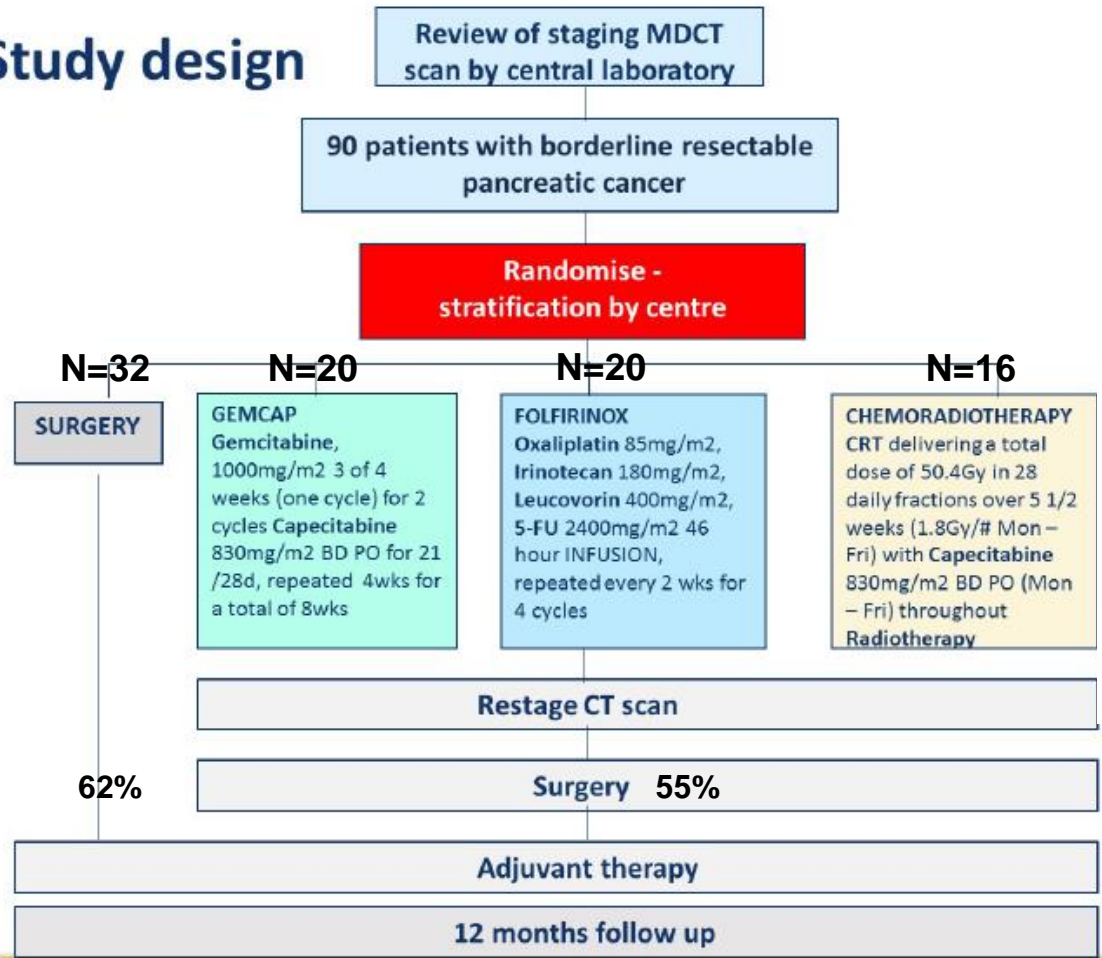 Study design
Review of staging MDCT
scan by central laboratory
90 patients with borderline resectable
pancreatic cancer
Randomise -
stratification by centre
N=32
N=20
N=20
N=16
SURGERY
GEMCAP
Gemcitabine,
1000mg/m2 3 of 4
weeks (one cycle) for 2
cycles Capecitabine
830mg/m2 BD PO for 21
/28d, repeated 4wks for
a total of 8wks
FOLFIRINOX
Oxaliplatin 85mg/m2,
Irinotecan 180mg/m2,
Leucovorin 400mg/m2,
5-FU 2400mg/m2 46
hour INFUSION,
repeated every 2 wks for
4 cycles
CHEMORADIOTHERAPY
CRT delivering a total
dose of 50.4Gy in 28
daily fractions over 5 1/2
weeks (1.8Gy/# Mon –
Fri) with Capecitabine
830mg/m2 BD PO (Mon
– Fri) throughout
Radiotherapy
Restage CT scan
62%
Surgery 55%
Adjuvant therapy
12 months follow up